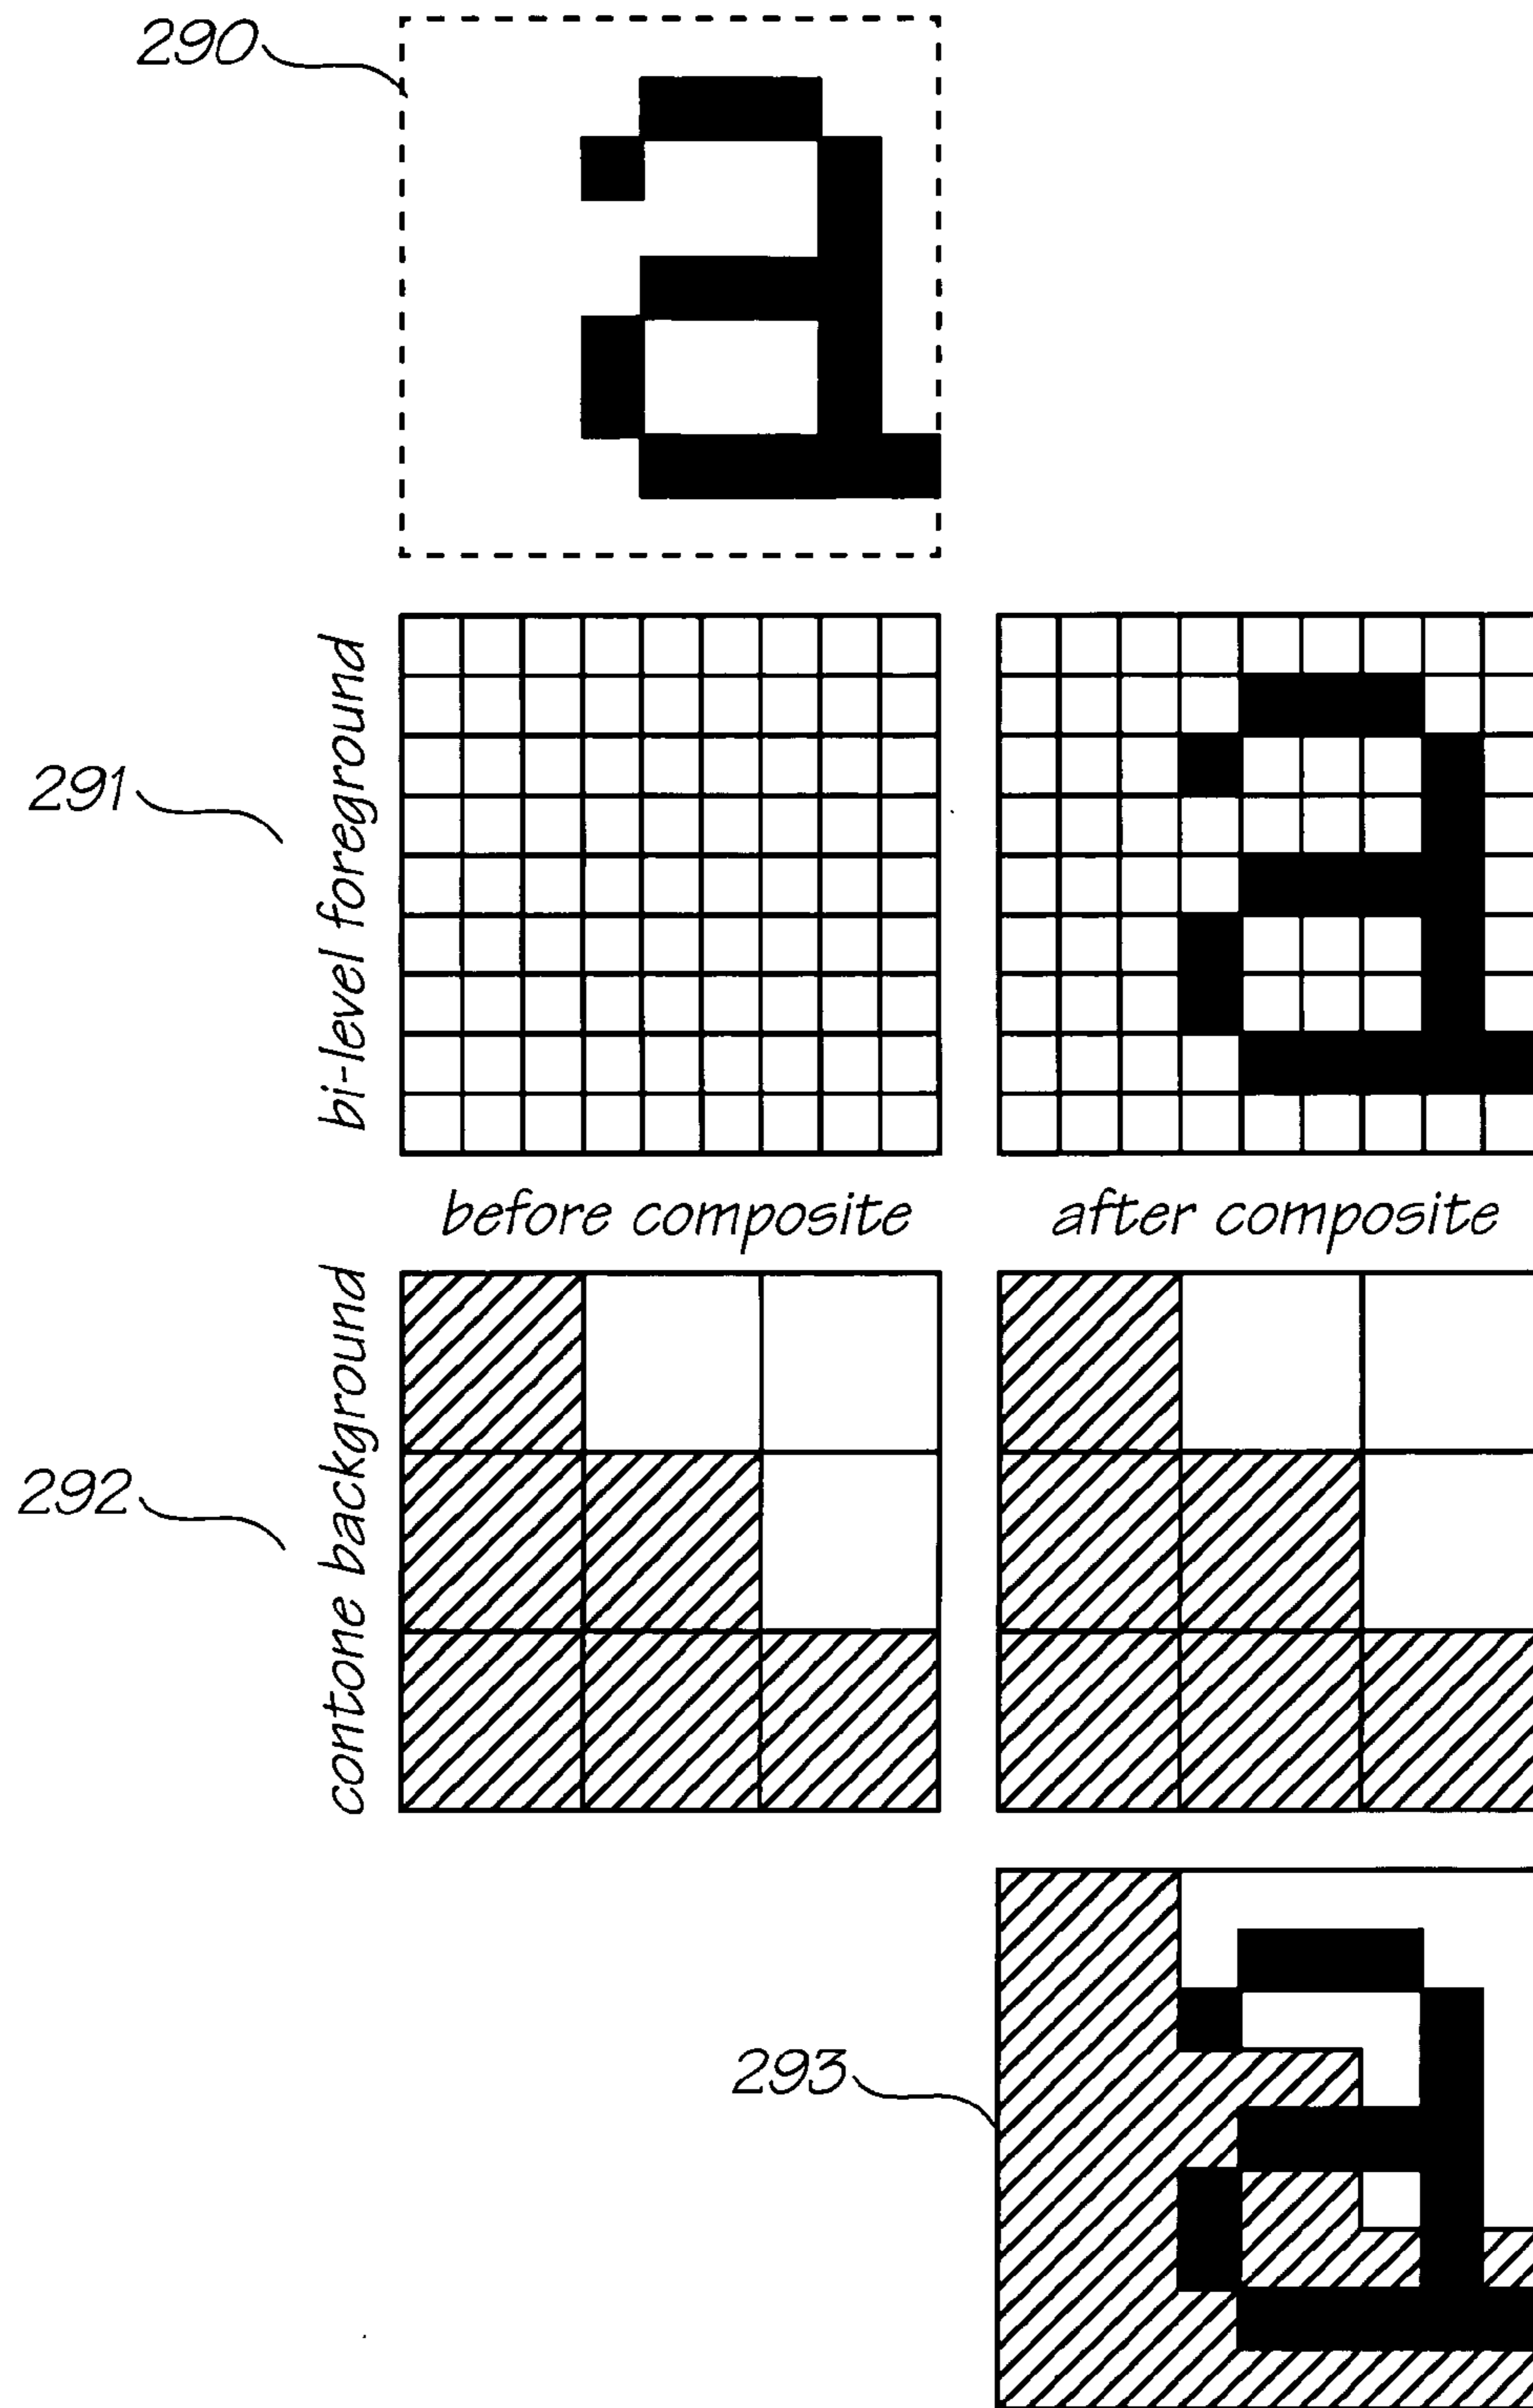 290
a
291
bi-level foreground
a
before composite
after composite
292
contone background
293
a